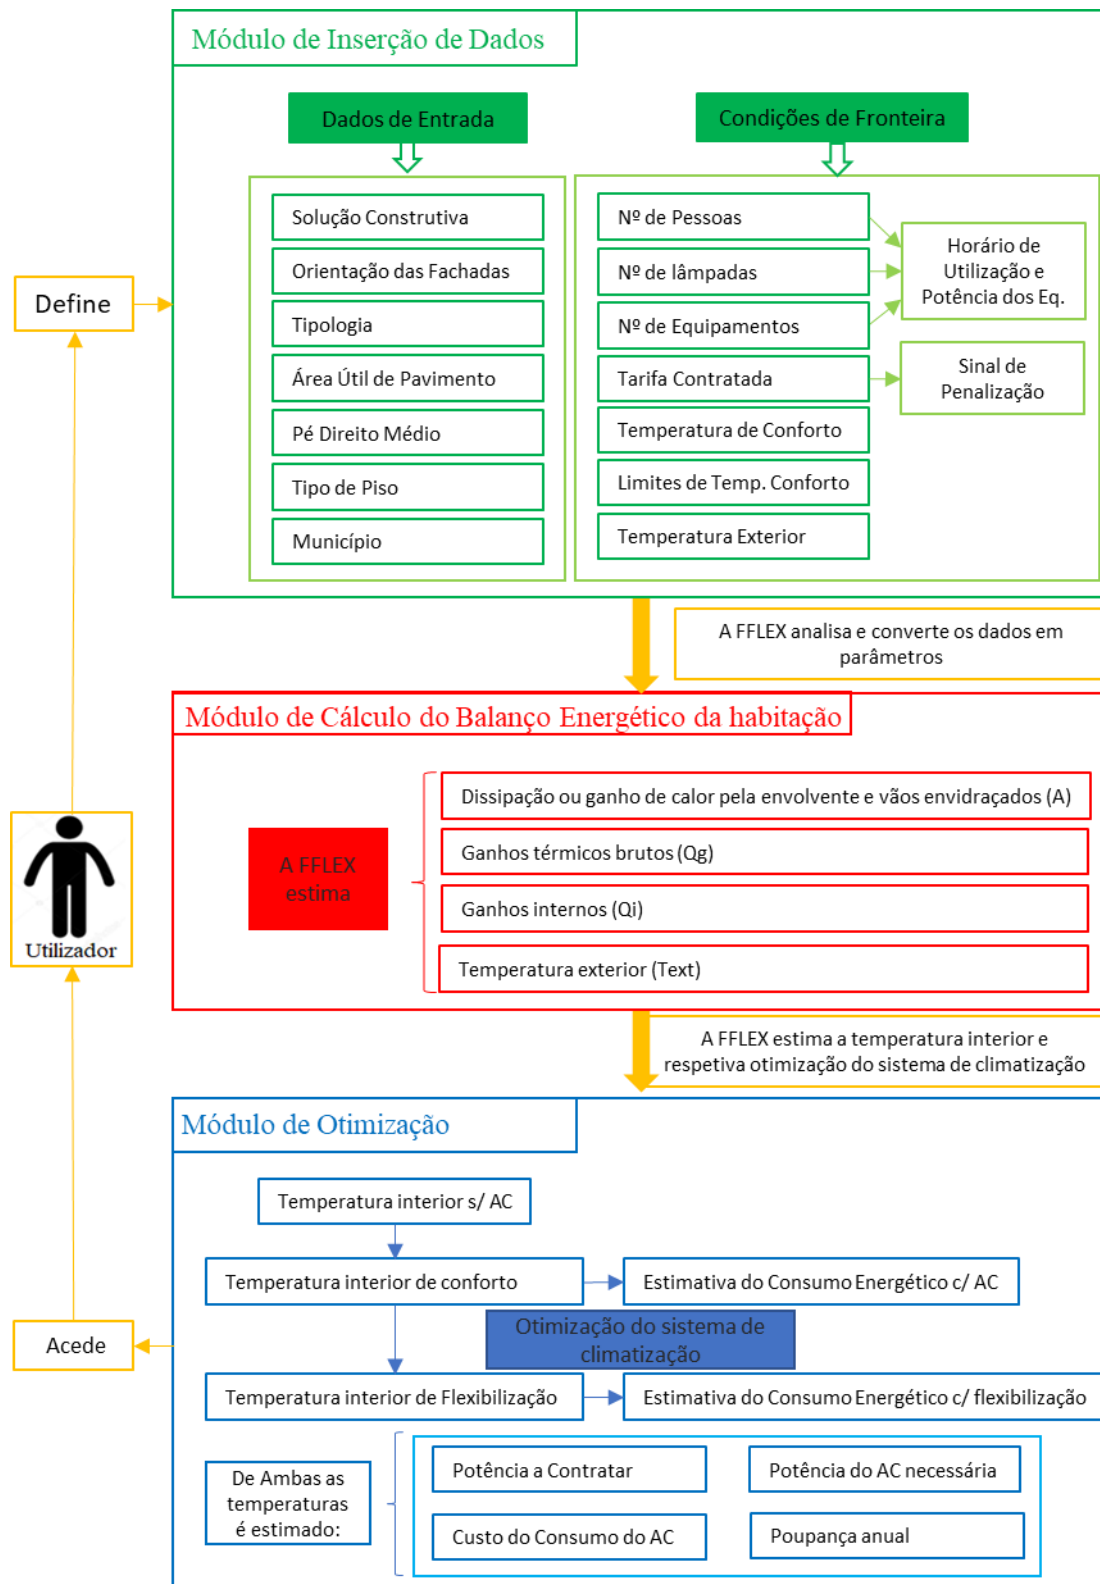 Módulo de Inserção de Dados
Dados de Entrada
Condições de Fronteira
Solução Construtiva
Orientação das Fachadas
Tipologia
Área Útil de Pavimento
Pé Direito Médio
Tipo de Piso
Município
Nº de Pessoas
Nº de lâmpadas
Nº de Equipamentos
Tarifa Contratada
Temperatura de Conforto
Limites de Temp. Conforto
Temperatura Exterior
Horário de
Utilização e
Potência dos Eq.
Sinal de
Penalização
Define
A FFLEX analisa e converte os dados em
parâmetros
Módulo de Cálculo do Balanço Energético da habitação
A FFLEX
estima
Dissipação ou ganho de calor pela envolvente e vãos envidraçados (A)
Ganhos térmicos brutos (Qg)
Ganhos internos (Qi)
Temperatura exterior (Text)
Utilizador
A FFLEX estima a temperatura interior e
respetiva otimização do sistema de climatização
Módulo de Otimização
Temperatura interior s/ AC
Temperatura interior de conforto
Estimativa do Consumo Energético c/ AC
Otimização do sistema de
climatização
Acede
Temperatura interior de Flexibilização
Estimativa do Consumo Energético c/ flexibilização
De Ambas as
temperaturas
é estimado:
Potência a Contratar
Potência do AC necessária
Custo do Consumo do AC
Poupança anual